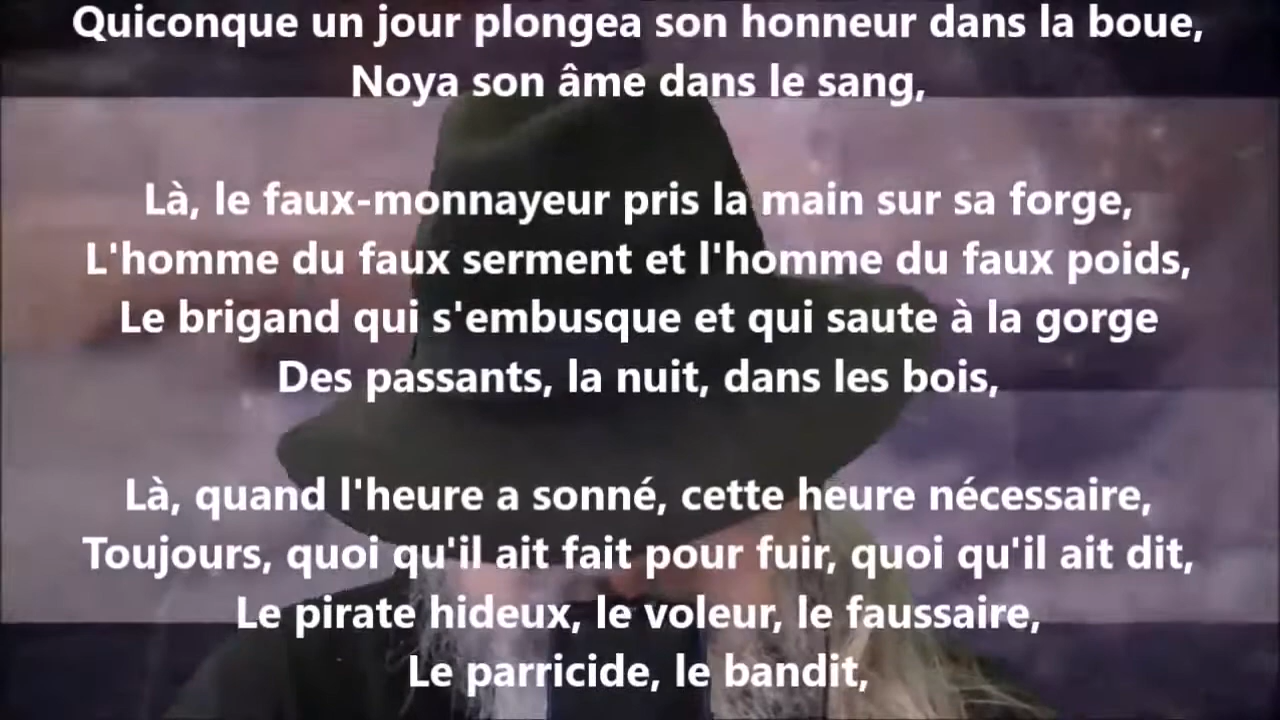 Quiconque un jour plongea son honneur dans la boue,
Noya son âme dans le sang,
Là, le faux-monnayeur pris la main sur sa forge,
L'homme du faux serment et l'homme du faux poids,
Le brigand qui s'embusque et qui saute à la gorge
Des passants, la nuit, dans les bois,
Là, quand l'heure a sonné, cette heure nécessaire,
Toujours, quoi qu'il ait fait pour fuir, quoi qu'il ait dit,
Le pirate hideux, le voleur, le faussaire,
Le parricide, le bandit,